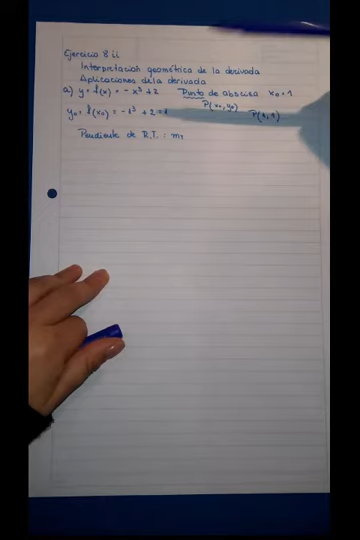 Ejercicio 8 ii
Interpretación geométrica de la derivada
Aplicaciones de la derivada
a) y = f(x) = -x³ + 2 Punto de abscisa x₀ = 1
P(x₀, y₀)
y₀ = f(x₀) = -1³ + 2 = 1 P(1, 1)
Pendiente de R.T. : m